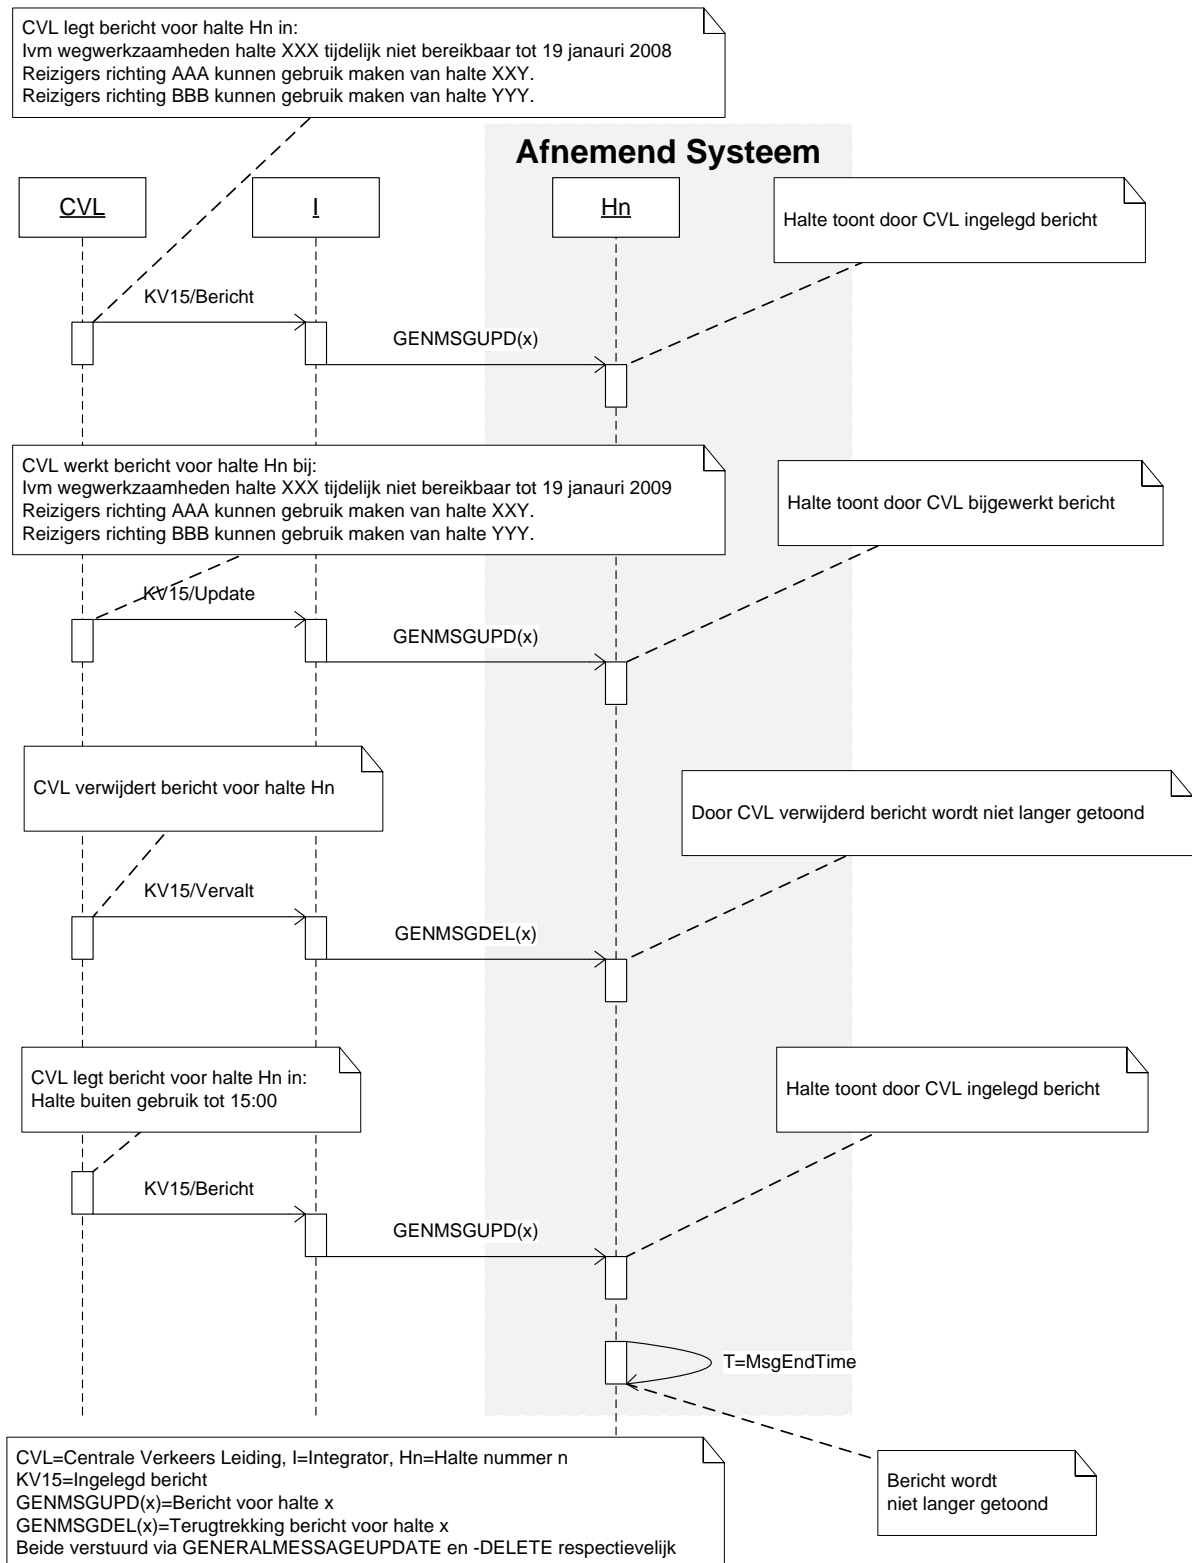 CVL legt bericht voor halte Hn in:
Ivm wegwerkzaamheden halte XXX tijdelijk niet bereikbaar tot 19 janauri 2008
Reizigers richting AAA kunnen gebruik maken van halte XXY.
Reizigers richting BBB kunnen gebruik maken van halte YYY.
Afnemend Systeem
CVL
I
Hn
Halte toont door CVL ingelegd bericht
KV15/Bericht
GENMSGUPD(x)
CVL werkt bericht voor halte Hn bij:
Ivm wegwerkzaamheden halte XXX tijdelijk niet bereikbaar tot 19 janauri 2009
Reizigers richting AAA kunnen gebruik maken van halte XXY.
Reizigers richting BBB kunnen gebruik maken van halte YYY.
Halte toont door CVL bijgewerkt bericht
KV15/Update
GENMSGUPD(x)
CVL verwijdert bericht voor halte Hn
Door CVL verwijderd bericht wordt niet langer getoond
KV15/Vervalt
GENMSGDEL(x)
CVL legt bericht voor halte Hn in:
Halte buiten gebruik tot 15:00
Halte toont door CVL ingelegd bericht
KV15/Bericht
GENMSGUPD(x)
T=MsgEndTime
CVL=Centrale Verkeers Leiding, I=Integrator, Hn=Halte nummer n
KV15=Ingelegd bericht
GENMSGUPD(x)=Bericht voor halte x
GENMSGDEL(x)=Terugtrekking bericht voor halte x
Beide verstuurd via GENERALMESSAGEUPDATE en -DELETE respectievelijk
Bericht wordt
niet langer getoond